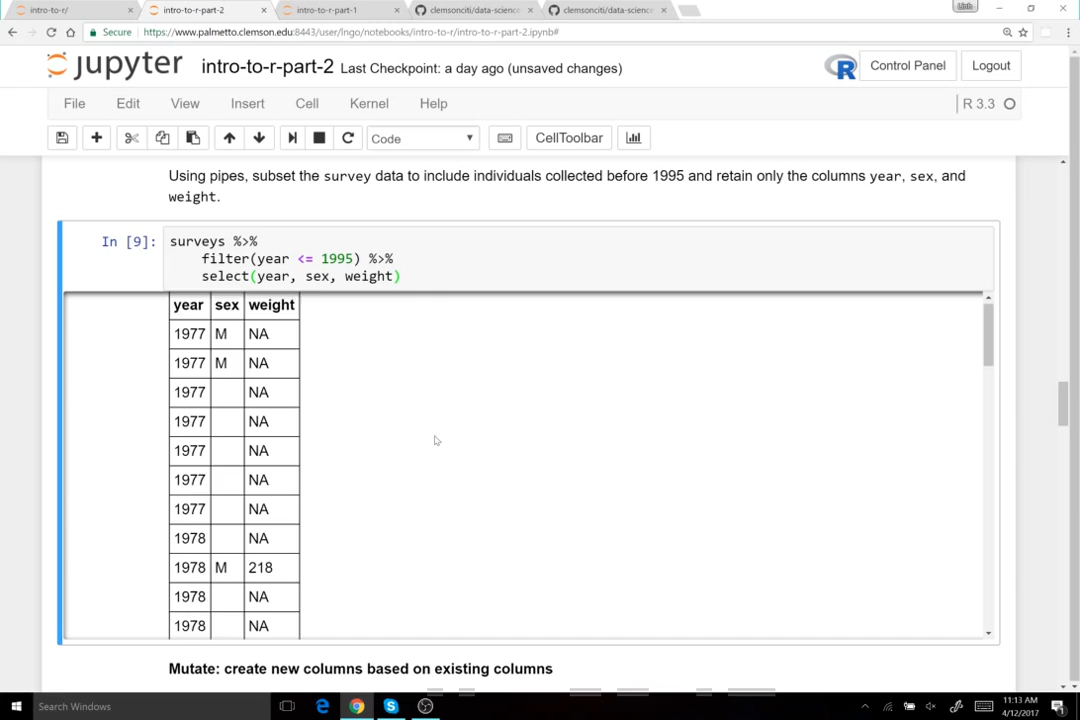 intro-to-r/
intro-to-r-part-2
intro-to-r-part-1
clemsonciti/data-science
clemsonciti/data-science
Secure
https://www.palmetto.clemson.edu:8443/user/lngo/notebooks/intro-to-r/intro-to-r-part-2.ipynb#
jupyter
intro-to-r-part-2 Last Checkpoint: a day ago (unsaved changes)
R
Control Panel
Logout
File Edit View Insert Cell Kernel Help
R 3.3
Code
CellToolbar
Using pipes, subset the survey data to include individuals collected before 1995 and retain only the columns year, sex, and
weight.
In [9]:
surveys %>%
filter(year <= 1995) %>%
select(year, sex, weight)
year sex weight
1977 M NA
1977 M NA
1977 NA
1977 NA
1977 NA
1977 NA
1977 NA
1978 NA
1978 M 218
1978 NA
1978 NA
Mutate: create new columns based on existing columns
Search Windows
11:13 AM
4/12/2017